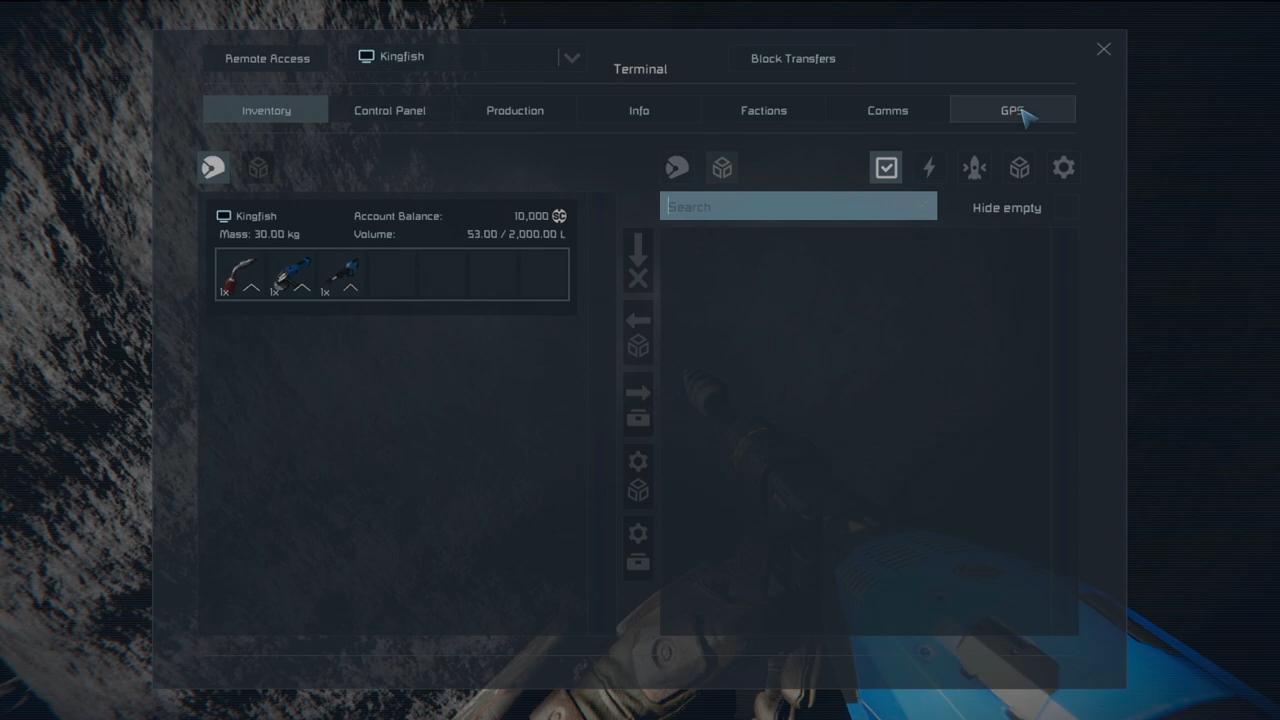 Remote Access
Kingfish
Terminal
Block Transfers
Inventory
Control Panel
Production
Info
Factions
Comms
GPS
Kingfish
Account Balance:
10,000 SC
Mass: 30.00 kg
Volume:
53.00 / 2,000.00 L
1x
1x
1x
Search
Hide empty